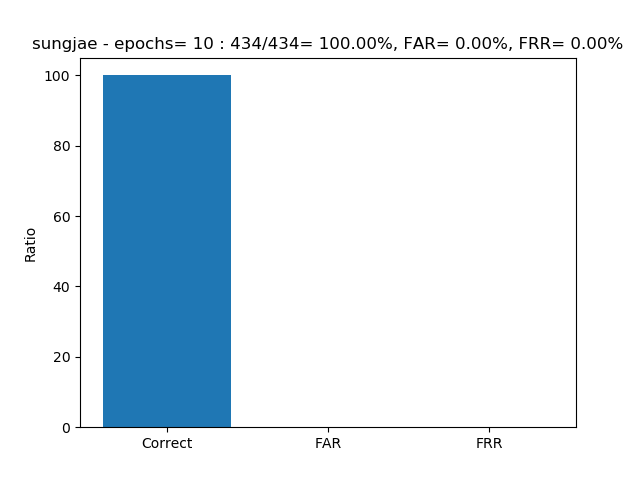 sungjae - epochs= 10 : 434/434= 100.00%, FAR= 0.00%, FRR= 0.00%
100
80
60
40
20
0
Ratio
Correct
FAR
FRR